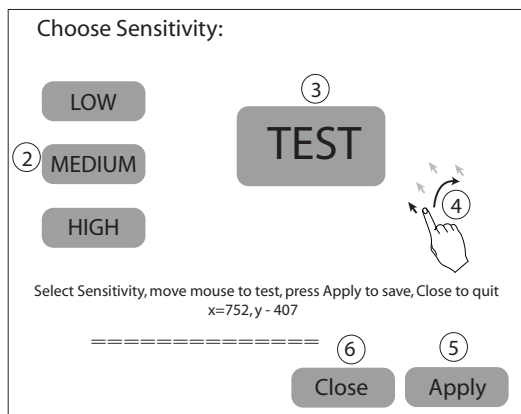 Choose Sensitivity:
LOW
3
TEST
2
MEDIUM
4
HIGH
Select Sensitivity, move mouse to test, press Apply to save, Close to quit
x=752, y - 407
==============
6
5
Close
Apply